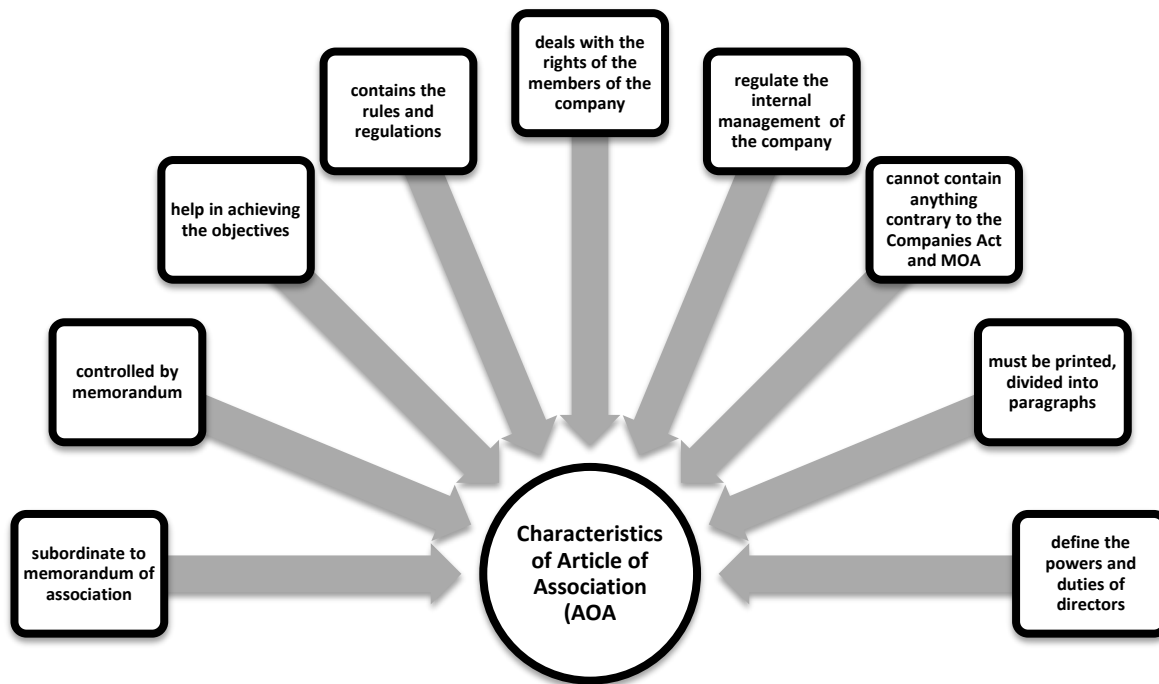 subordinate to
memorandum of
association
controlled by
memorandum
help in achieving
the objectives
contains the
rules and
regulations
deals with the
rights of the
members of the
company
regulate the
internal
management of
the company
cannot contain
anything
contrary to the
Companies Act
and MOA
must be printed,
divided into
paragraphs
define the
powers and
duties of
directors
Characteristics
of Article of
Association
(AOA